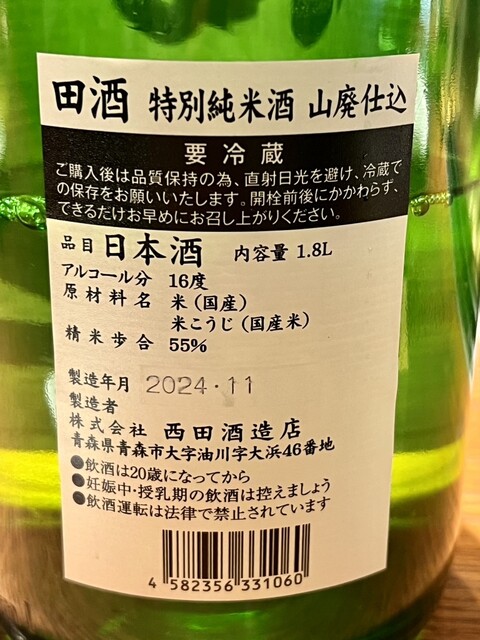 田酒 特別純米酒 山廃仕込
要冷蔵
ご購入後は品質保持の為、直射日光を避け、冷蔵で
の保存をお願いいたします。開栓前後にかかわらず、
できるだけお早めにお召し上がりください。
品目 日本酒 内容量 1.8L
アルコール分 16度
原材料名 米(国産)
米こうじ(国産米)
精米歩合 55%
製造年月 2024・11
製造者
株式会社 西田酒造店
青森県青森市大字油川字大浜46番地
●飲酒は20歳になってから
●妊娠中・授乳期の飲酒は控えましょう
●飲酒運転は法律で禁止されています
4 582356 331060